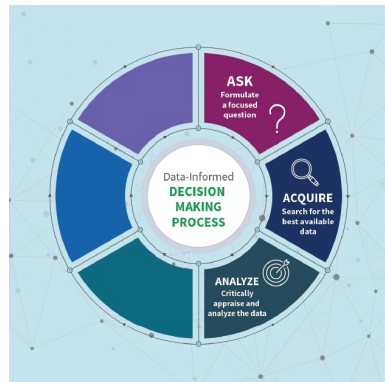 ASK
Formulate
a focused
question
Data-Informed
DECISION
MAKING
PROCESS
ACQUIRE
Search for the
best available
data
ANALYZE
Critically
appraise and
analyze the data